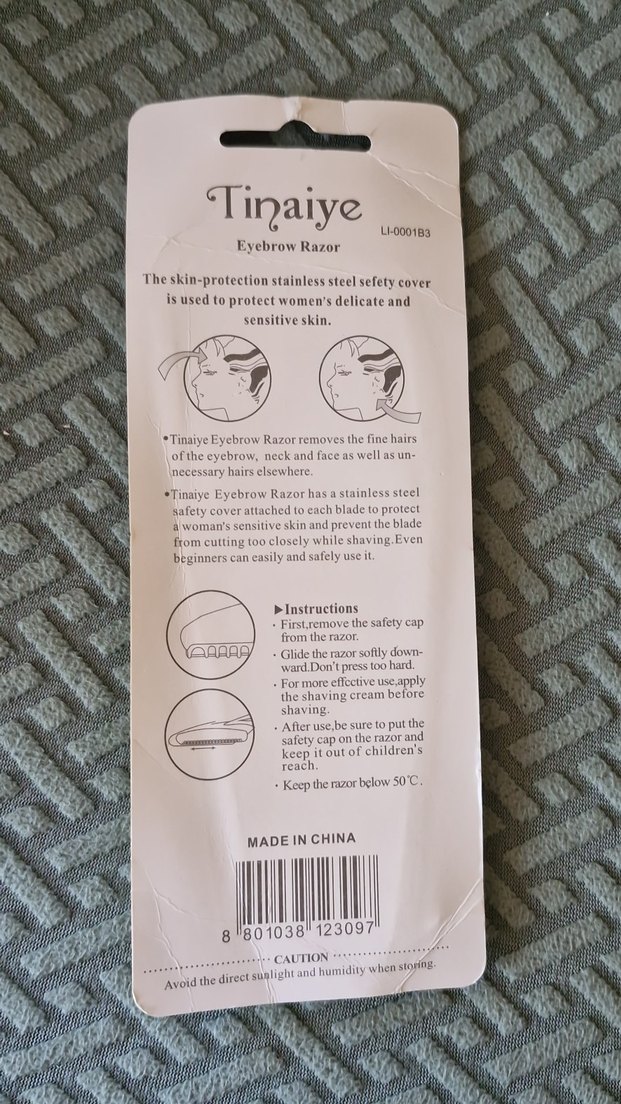 Tinaiye
LI-0001B3
Eyebrow Razor
The skin-protection stainless steel sefety cover
is used to protect women's delicate and
sensitive skin.
•Tinaiye Eyebrow Razor removes the fine hairs
of the eyebrow, neck and face as well as un-
necessary hairs elsewhere.
•Tinaiye Eyebrow Razor has a stainless steel
safety cover attached to each blade to protect
a woman's sensitive skin and prevent the blade
from cutting too closely while shaving.Even
beginners can easily and safely use it.
▶Instructions
· First,remove the safety cap
from the razor.
· Glide the razor softly down-
ward.Don't press too hard.
· For more effective use,apply
the shaving cream before
shaving.
· After use,be sure to put the
safety cap on the razor and
keep it out of children's
reach.
· Keep the razor below 50℃.
MADE IN CHINA
8 801038 123097
CAUTION
Avoid the direct sunlight and humidity when storing.